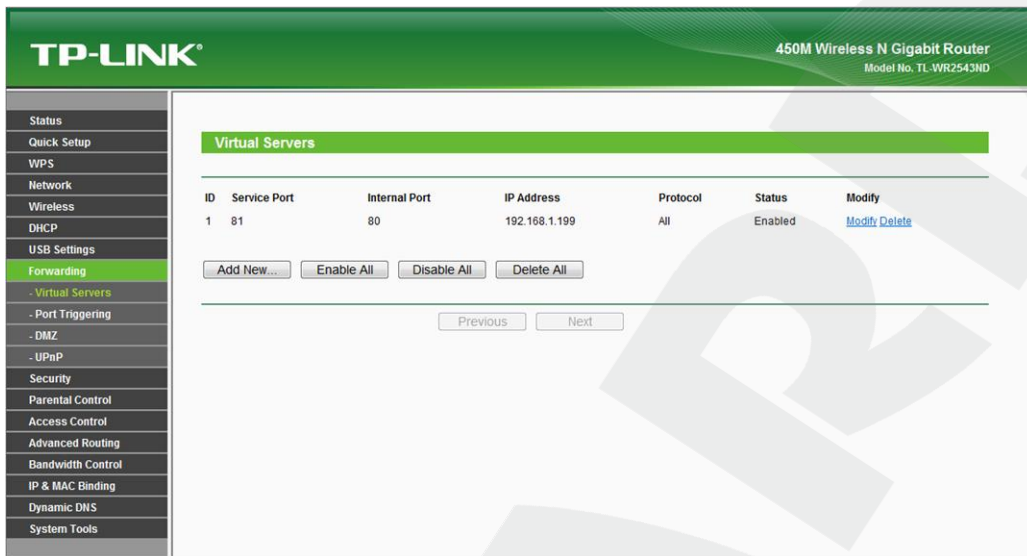 TP-LINK®
450M Wireless N Gigabit Router
Model No. TL-WR2543ND
Status
Quick Setup
WPS
Network
Wireless
DHCP
USB Settings
Forwarding
- Virtual Servers
- Port Triggering
- DMZ
- UPnP
Security
Parental Control
Access Control
Advanced Routing
Bandwidth Control
IP & MAC Binding
Dynamic DNS
System Tools
Virtual Servers
ID Service Port Internal Port IP Address Protocol Status Modify
1 81 80 192.168.1.199 All Enabled Modify Delete
Add New... Enable All Disable All Delete All
Previous Next